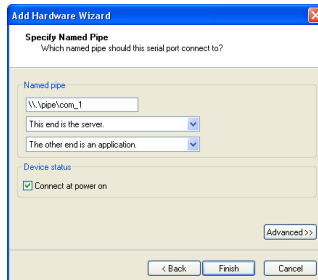 Add Hardware Wizard
Specify Named Pipe
Which named pipe should this serial port connect to?
Named pipe
\\.\pipe\com_1
This end is the server.
The other end is an application.
Device status
Connect at power on
Advanced >>
< Back
Finish
Cancel